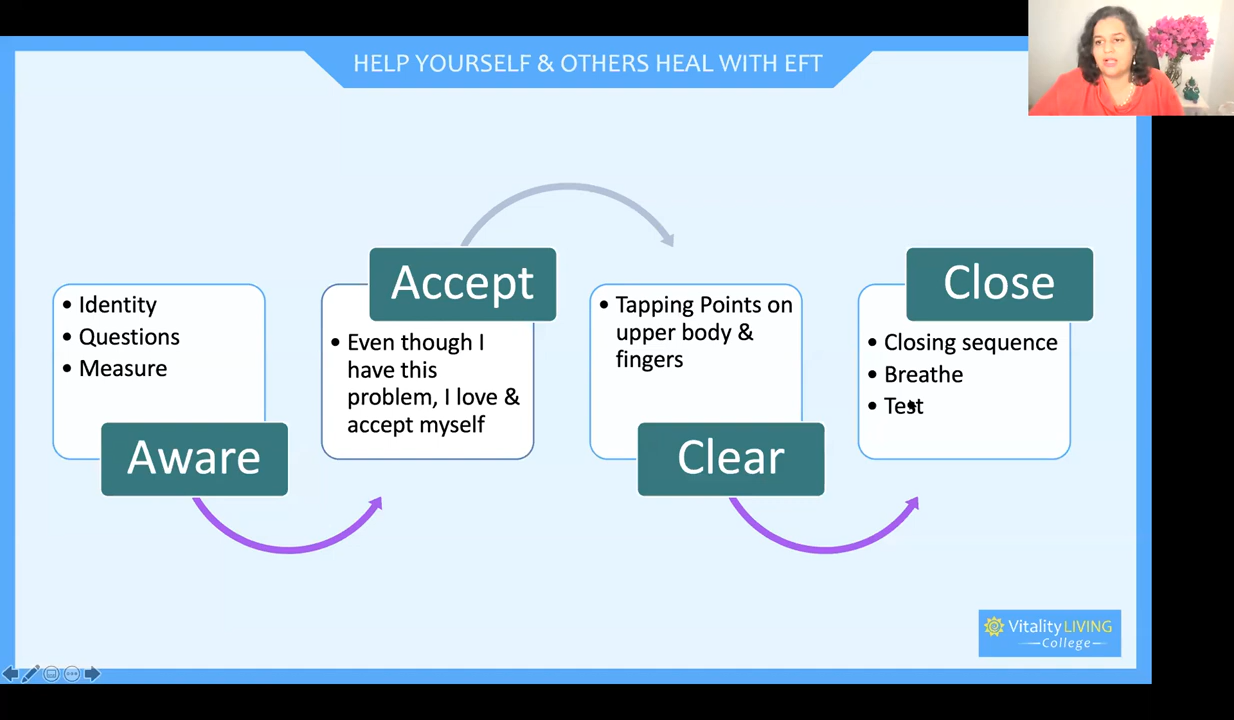 HELP YOURSELF & OTHERS HEAL WITH EFT
• Identity
• Questions
• Measure
Aware
Accept
• Even though I
have this
problem, I love &
accept myself
• Tapping Points on
upper body &
fingers
Clear
Close
• Closing sequence
• Breathe
• Test
Vitality LIVING
College